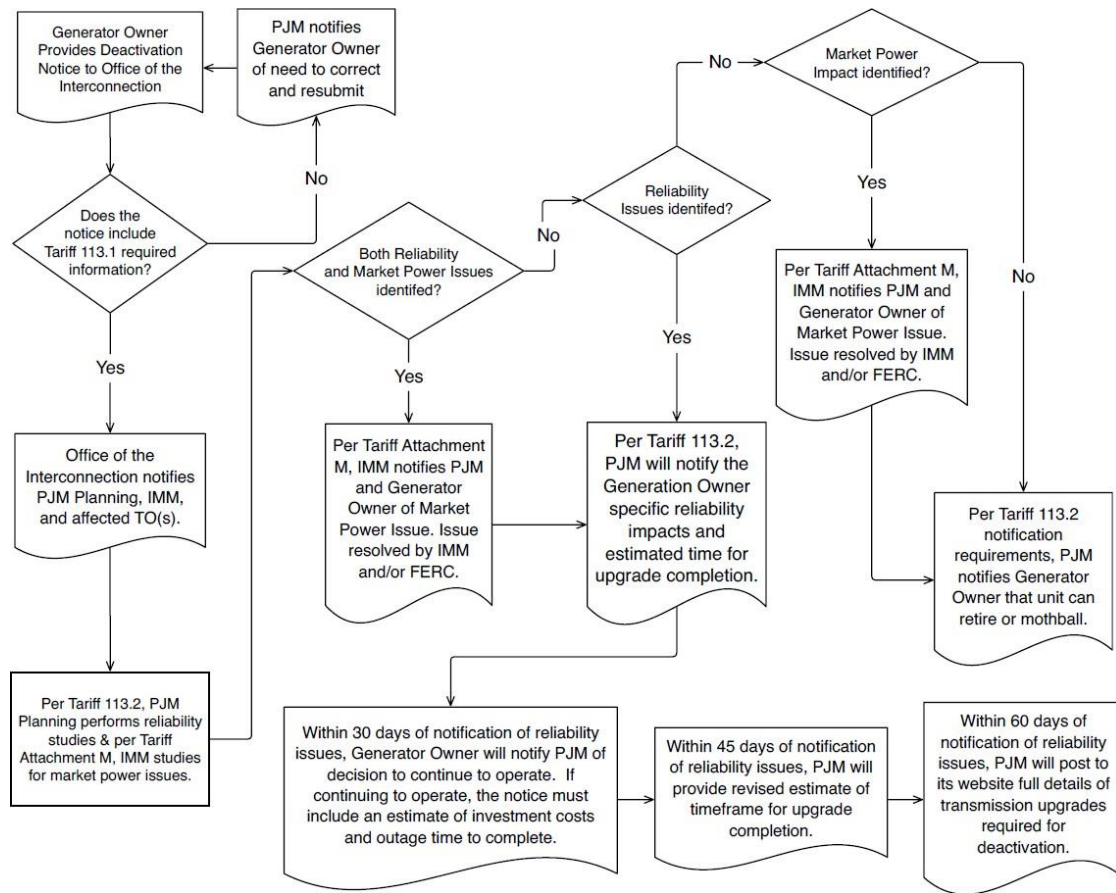 Generator Owner
Provides Deactivation
Notice to Office of the
Interconnection
PJM notifies
Generator Owner
of need to correct
and resubmit
No
Market Power
Impact identified?
No
Does the
notice include
Tariff 113.1 required
information?
Both Reliability
and Market Power Issues
identifed?
No
Reliability
Issues identifed?
Yes
Per Tariff Attachment M,
IMM notifies PJM and
Generator Owner of
Market Power Issue.
Issue resolved by IMM
and/or FERC.
No
Yes
Yes
Yes
Office of the
Interconnection notifies
PJM Planning, IMM,
and affected TO(s).
Per Tariff Attachment
M, IMM notifies PJM
and Generator
Owner of Market
Power Issue. Issue
resolved by IMM
and/or FERC.
Per Tariff 113.2,
PJM will notify the
Generation Owner
specific reliability
impacts and
estimated time for
upgrade completion.
Per Tariff 113.2
notification
requirements, PJM
notifies Generator
Owner that unit can
retire or mothball.
Per Tariff 113.2, PJM
Planning performs reliability
studies & per Tariff
Attachment M, IMM studies
for market power issues.
Within 30 days of notification of reliability
issues, Generator Owner will notify PJM of
decision to continue to operate. If
continuing to operate, the notice must
include an estimate of investment costs
and outage time to complete.
Within 45 days of notification
of reliability issues, PJM will
provide revised estimate of
timeframe for upgrade
completion.
Within 60 days of
notification of reliability
issues, PJM will post to
its website full details of
transmission upgrades
required for
deactivation.